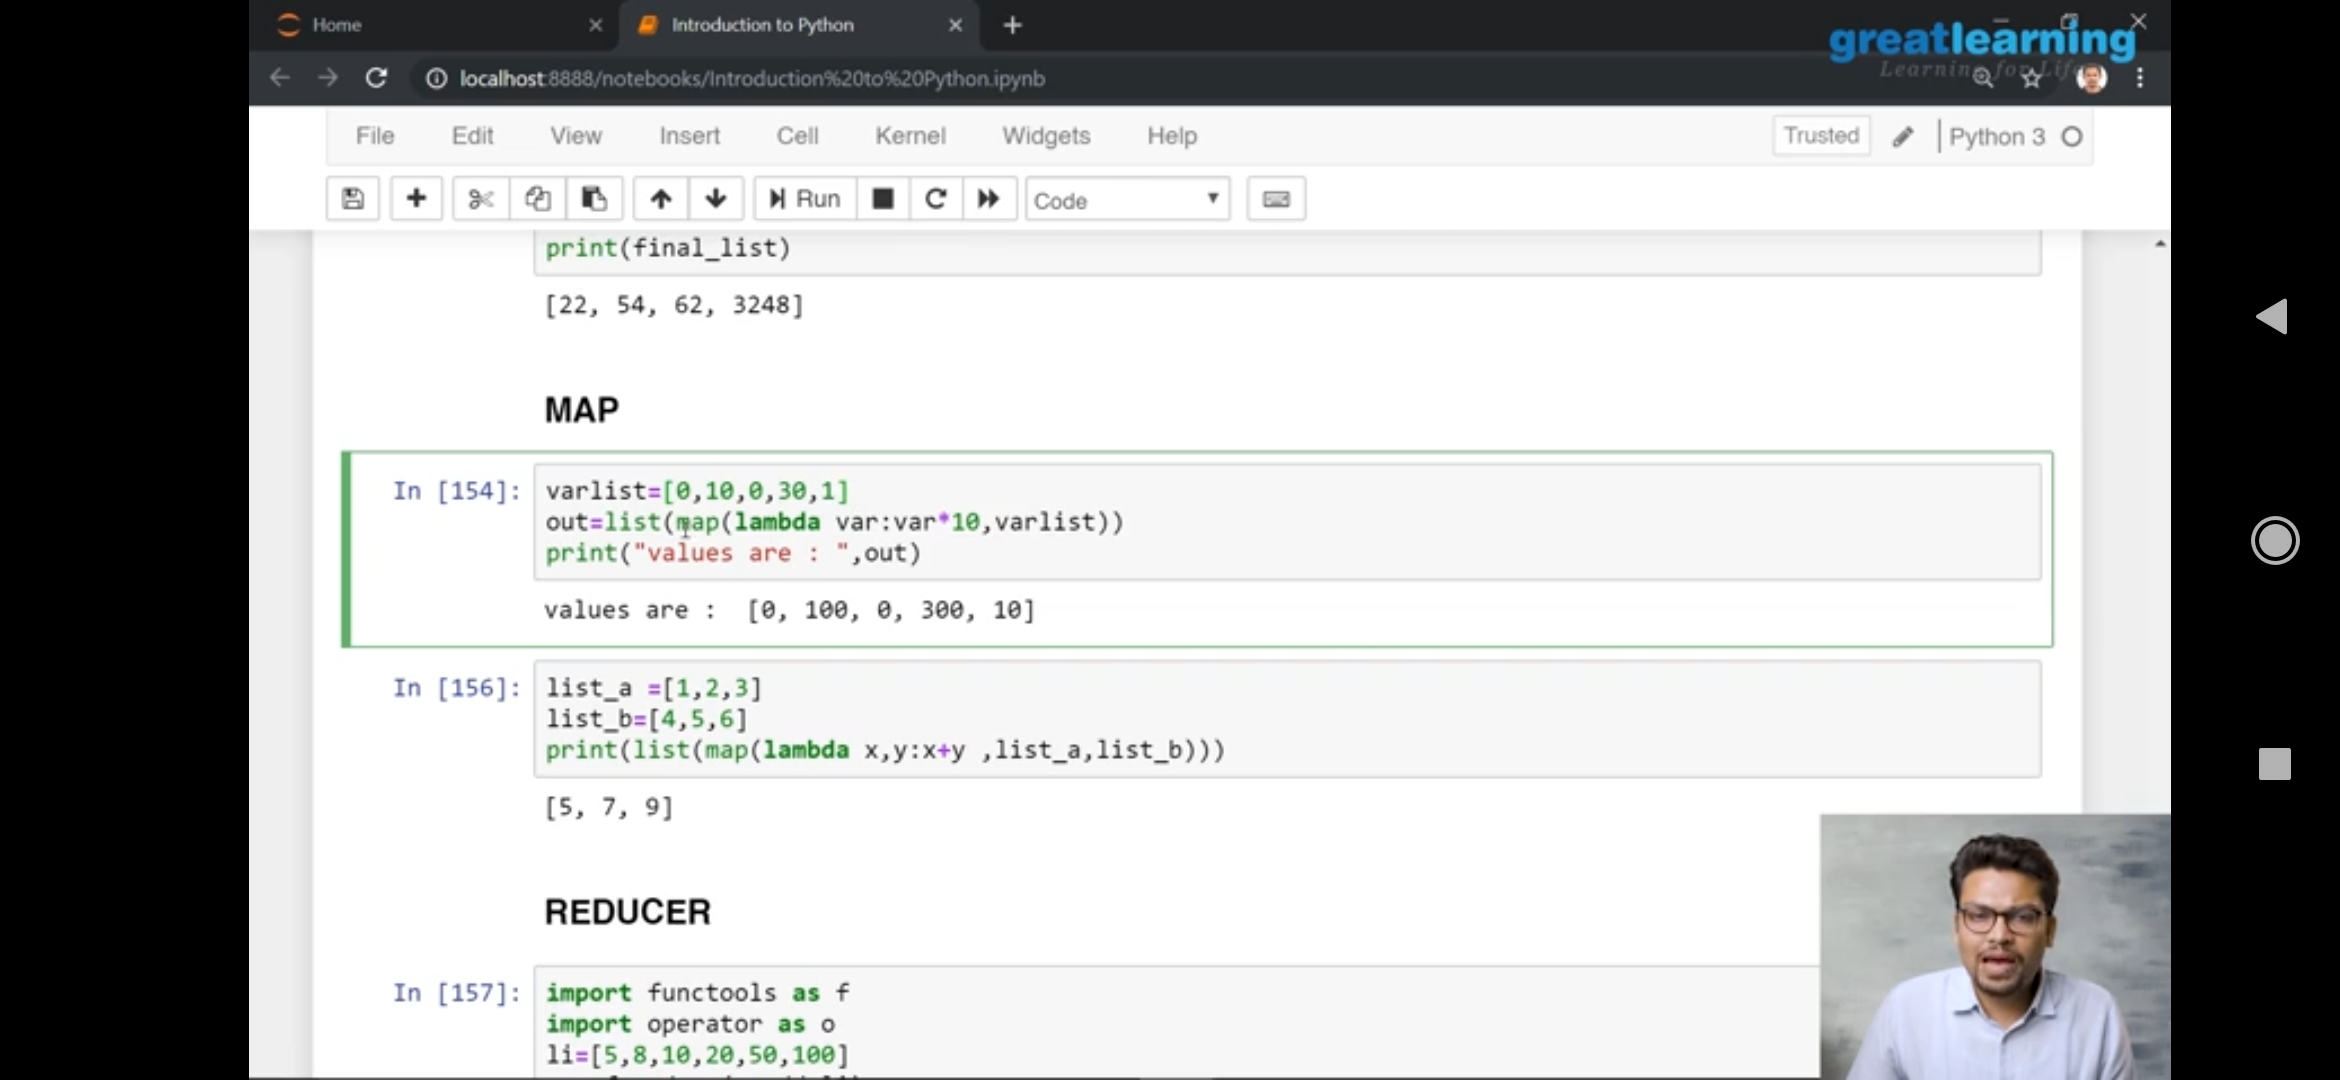 Home
Introduction to Python
greatlearning
Learning for Life
localhost:8888/notebooks/Introduction%20to%20Python.ipynb
File Edit View Insert Cell Kernel Widgets Help
Trusted
Python 3
Run
Code
print(final_list)
[22, 54, 62, 3248]
MAP
In [154]:
varlist=[0,10,0,30,1]
out=list(map(lambda var:var*10,varlist))
print("values are : ",out)
values are :  [0, 100, 0, 300, 10]
In [156]:
list_a =[1,2,3]
list_b=[4,5,6]
print(list(map(lambda x,y:x+y ,list_a,list_b)))
[5, 7, 9]
REDUCER
In [157]:
import functools as f
import operator as o
li=[5,8,10,20,50,100]